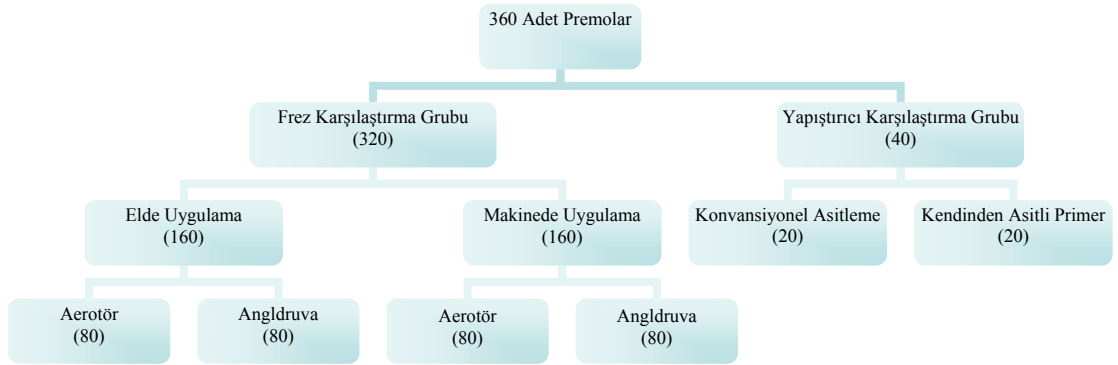 360 Adet Premolar
Frez Karşılaştırma Grubu
(320)
Yapıştırıcı Karşılaştırma Grubu
(40)
Elde Uygulama
(160)
Makinede Uygulama
(160)
Konvansiyonel Asitleme
(20)
Kendinden Asitli Primer
(20)
Aerotör
(80)
Angldruva
(80)
Aerotör
(80)
Angldruva
(80)